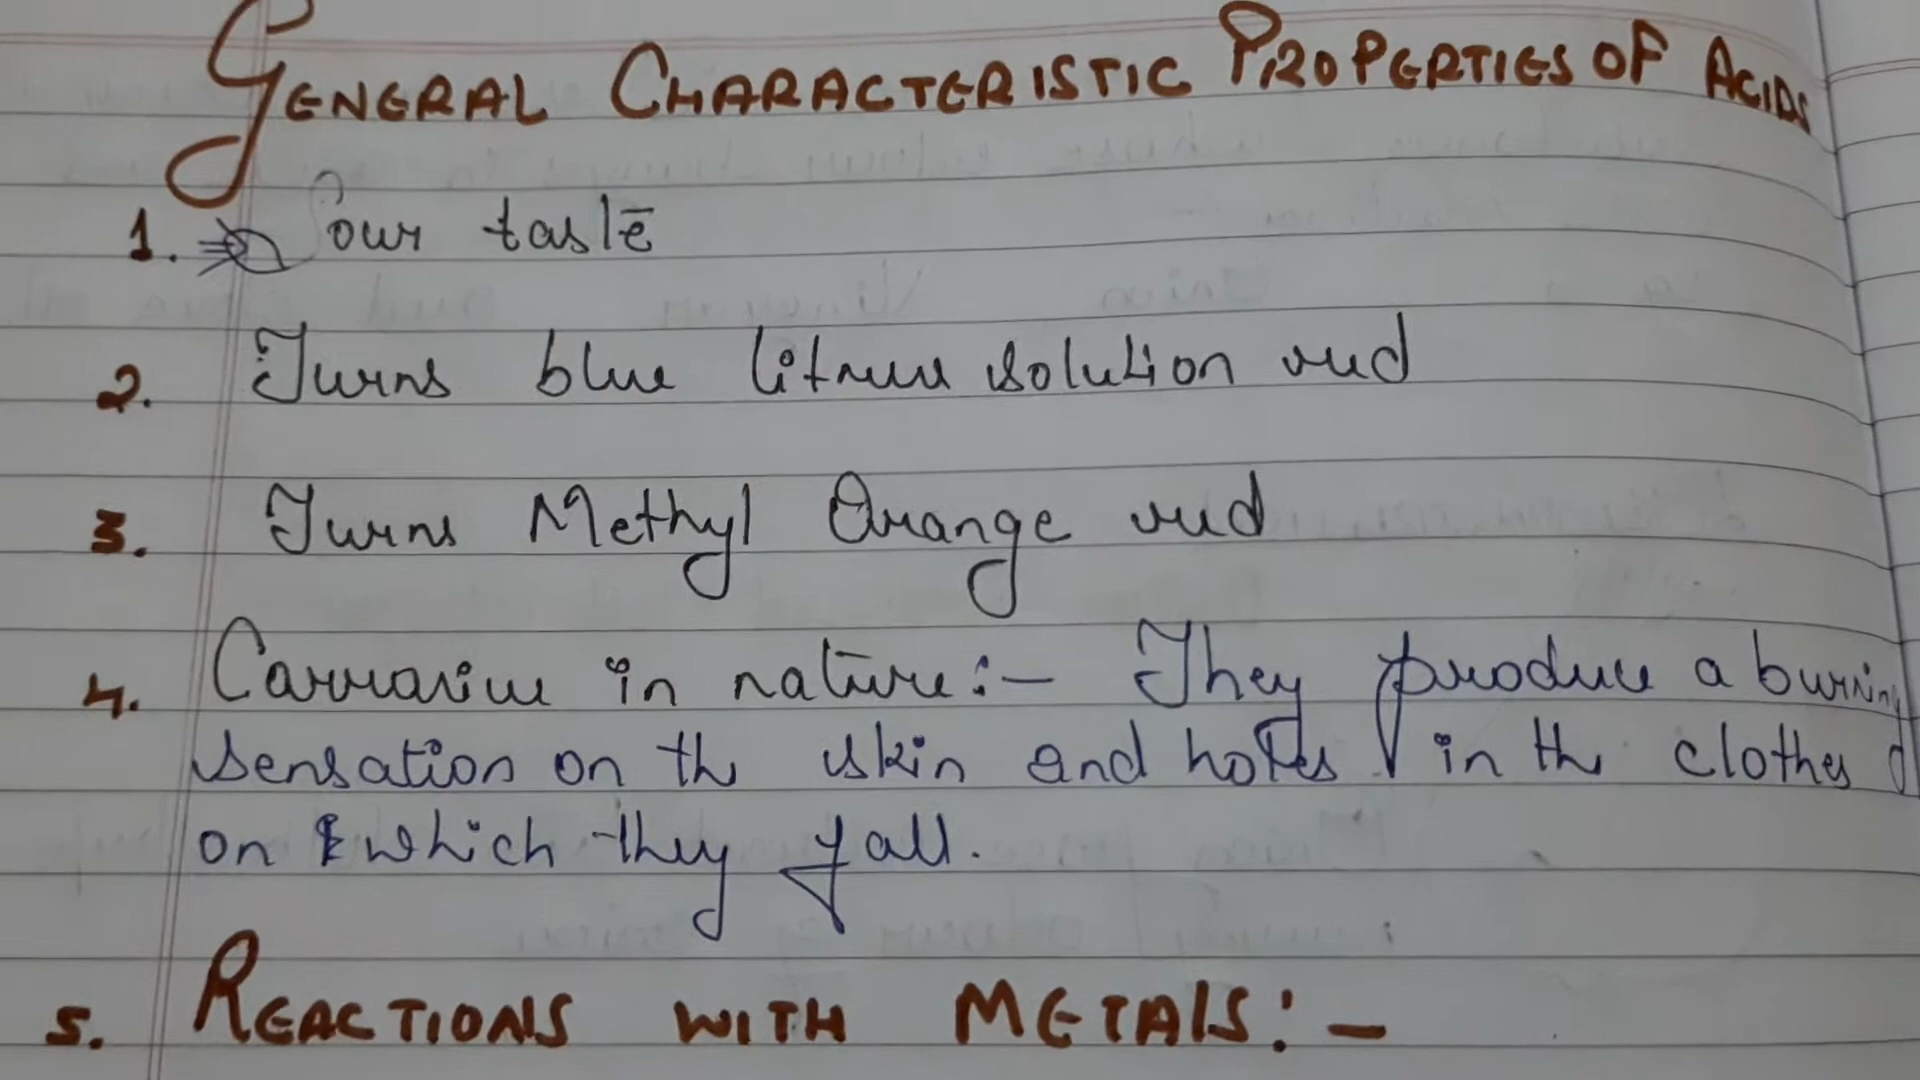 GENERAL CHARACTERISTIC PROPERTIES OF ACIDS
1. Sour taste
2. Turns blue litmus solution red
3. Turns Methyl Orange red
4. Corrosive in nature:- They produce a burning
sensation on the skin and holes in the clothes
on which they fall.
5. REACTIONS WITH METALS:-